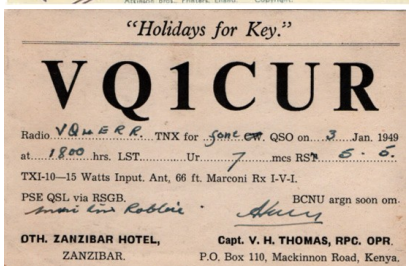 "Holidays for Key."
VQ1CUR
Radio VQ4ERR TNX for QSO on 3 Jan. 1949
at 1800 hrs. LST. Ur 7 mcs RST 5-5.
TXI-10—15 Watts Input. Ant, 66 ft. Marconi Rx I-V-I.
PSE QSL via RSGB. BCNU argn soon om.
OTH. ZANZIBAR HOTEL, Capt. V. H. THOMAS, RPC. OPR.
ZANZIBAR. P.O, Box 110, Mackinnon Road, Kenya.